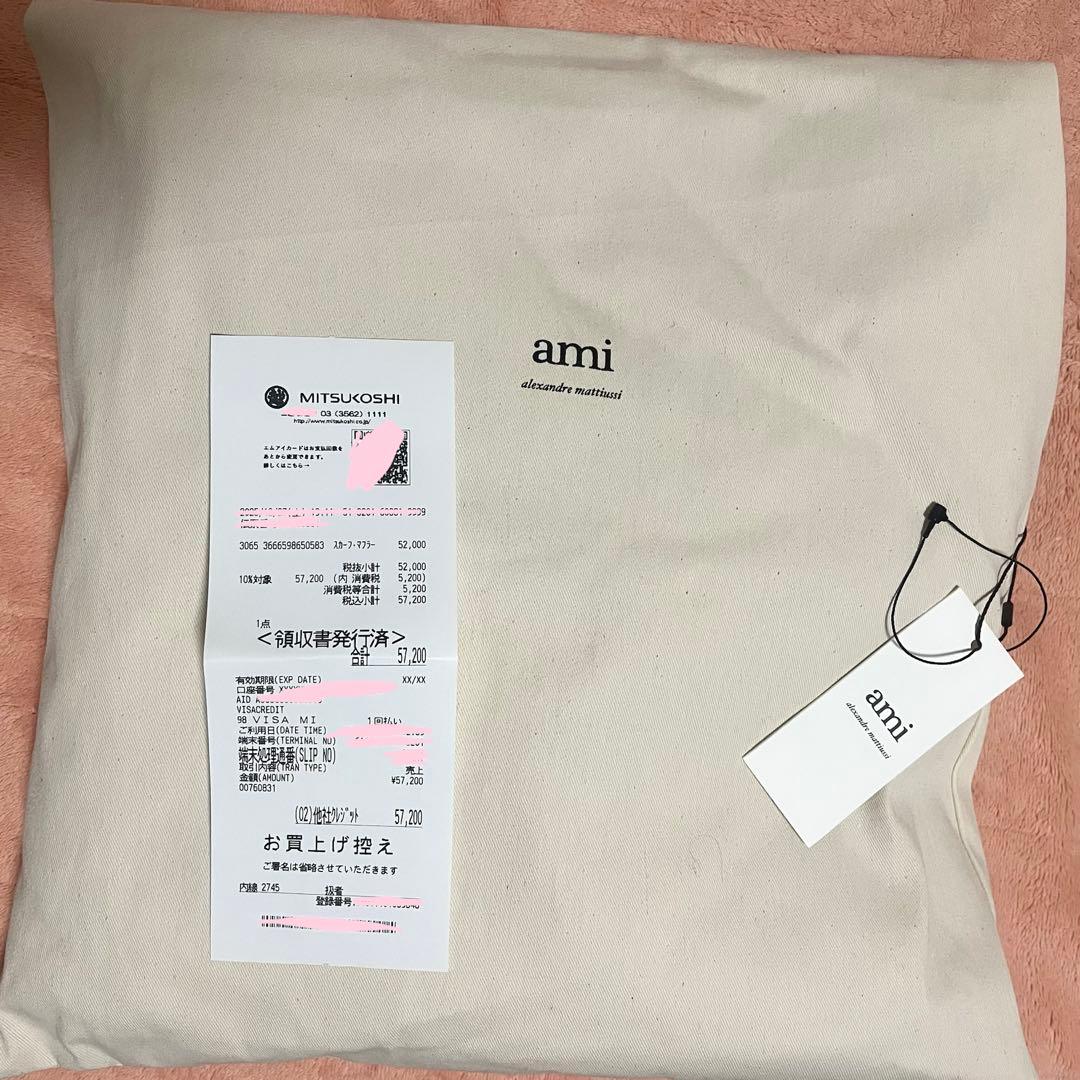 ami
alexandre mattiussi
MITSUKOSHI
03 (3562) 1111
http://www.mitsukoshi.co.jp/
エムアイカードはお支払回数を
あとから変更できます。
詳しくはこちら→
3065 3666598650583 スカーフ・マフラー 52,000
税抜小計 52,000
10%対象 57,200 (内 消費税 5,200)
消費税等合計 5,200
税込小計 57,200
1点
<領収書発行済>
合計 57,200
有効期限(EXP DATE) XX/XX
口座番号
AID
VISACREDIT
98 VISA MI 1回払い
ご利用日(DATE TIME)
端末番号(TERMINAL NO)
端末処理通番(SLIP NO)
取引内容(TRAN TYPE) 売上
金額(AMOUNT) ¥57,200
00760831
(02)他社クレジット 57,200
お買上げ控え
ご署名は省略させていただきます
内線 2745 扱者
登録番号
ami
alexandre mattiussi